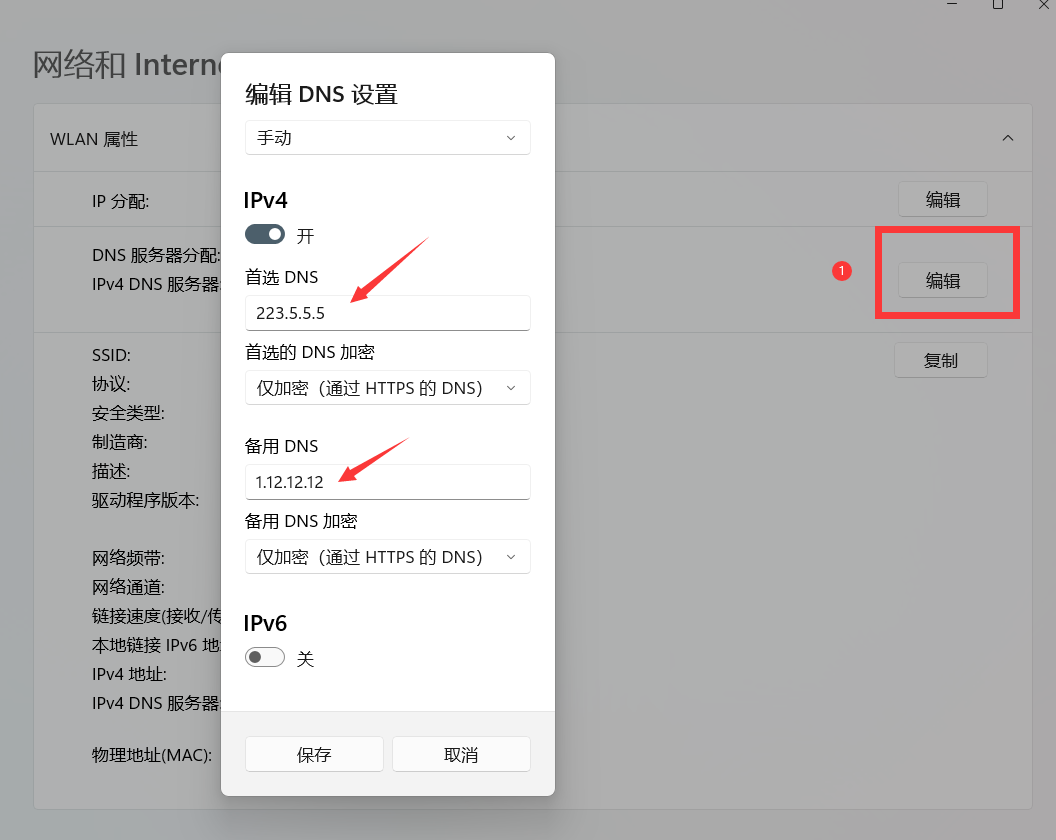 网络和 Intern
编辑 DNS 设置
手动
WLAN 属性
IP 分配:
编辑
IPv4
开
DNS 服务器分配:
IPv4 DNS 服务器
1
编辑
首选 DNS
223.5.5.5
首选的 DNS 加密
仅加密（通过 HTTPS 的 DNS）
SSID:
复制
协议:
安全类型:
制造商:
描述:
驱动程序版本:
备用 DNS
1.12.12.12
备用 DNS 加密
仅加密（通过 HTTPS 的 DNS）
网络频带:
网络通道:
链接速度(接收/传
本地链接 IPv6 地
IPv4 地址:
IPv4 DNS 服务器
物理地址(MAC):
IPv6
关
保存
取消